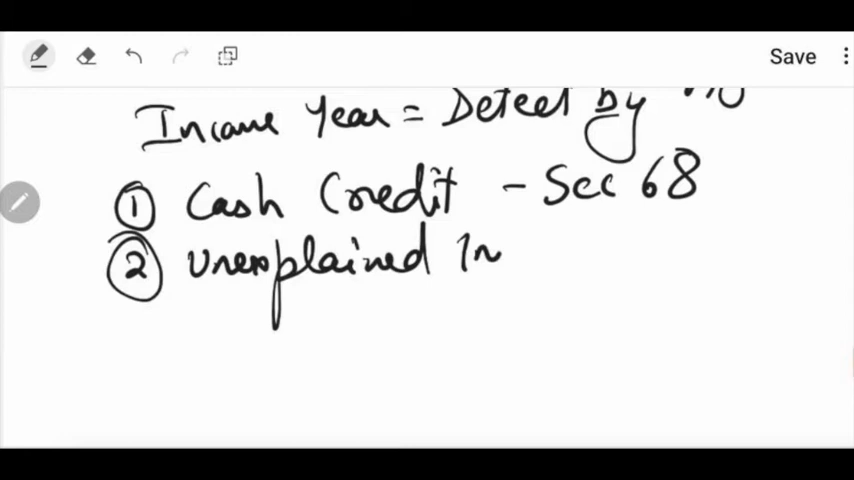 Save
Income Year = Detect by
① Cash Credit - Sec 68
② Unexplained In